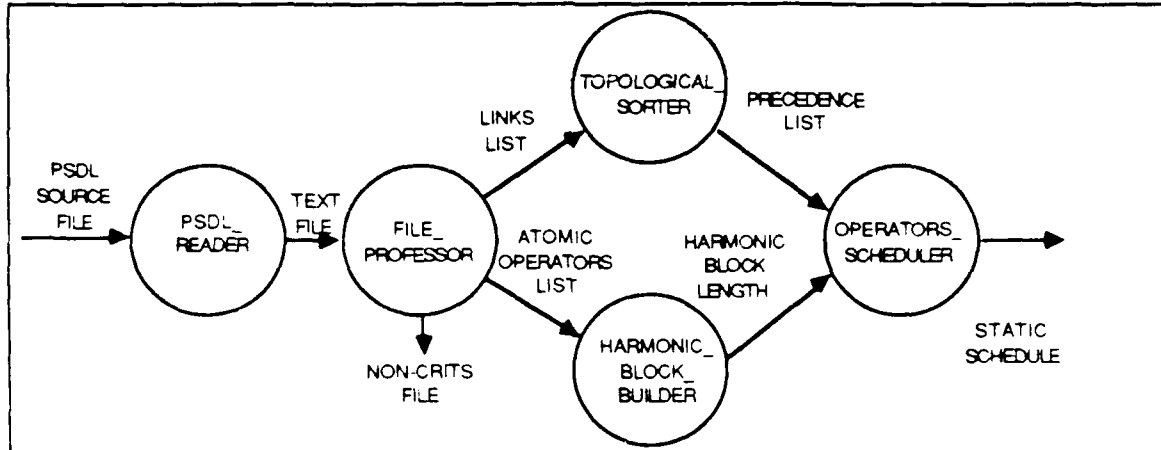 PSDL
SOURCE
FILE
PSDL_
READER
TEXT
FILE
FILE_
PROFESSOR
NON-CRITS
FILE
LINKS
LIST
TOPOLOGICAL_
SORTER
PRECEDENCE
LIST
ATOMIC
OPERATORS
LIST
HARMONIC_
BLOCK_
BUILDER
HARMONIC
BLOCK
LENGTH
OPERATORS_
SCHEDULER
STATIC
SCHEDULE